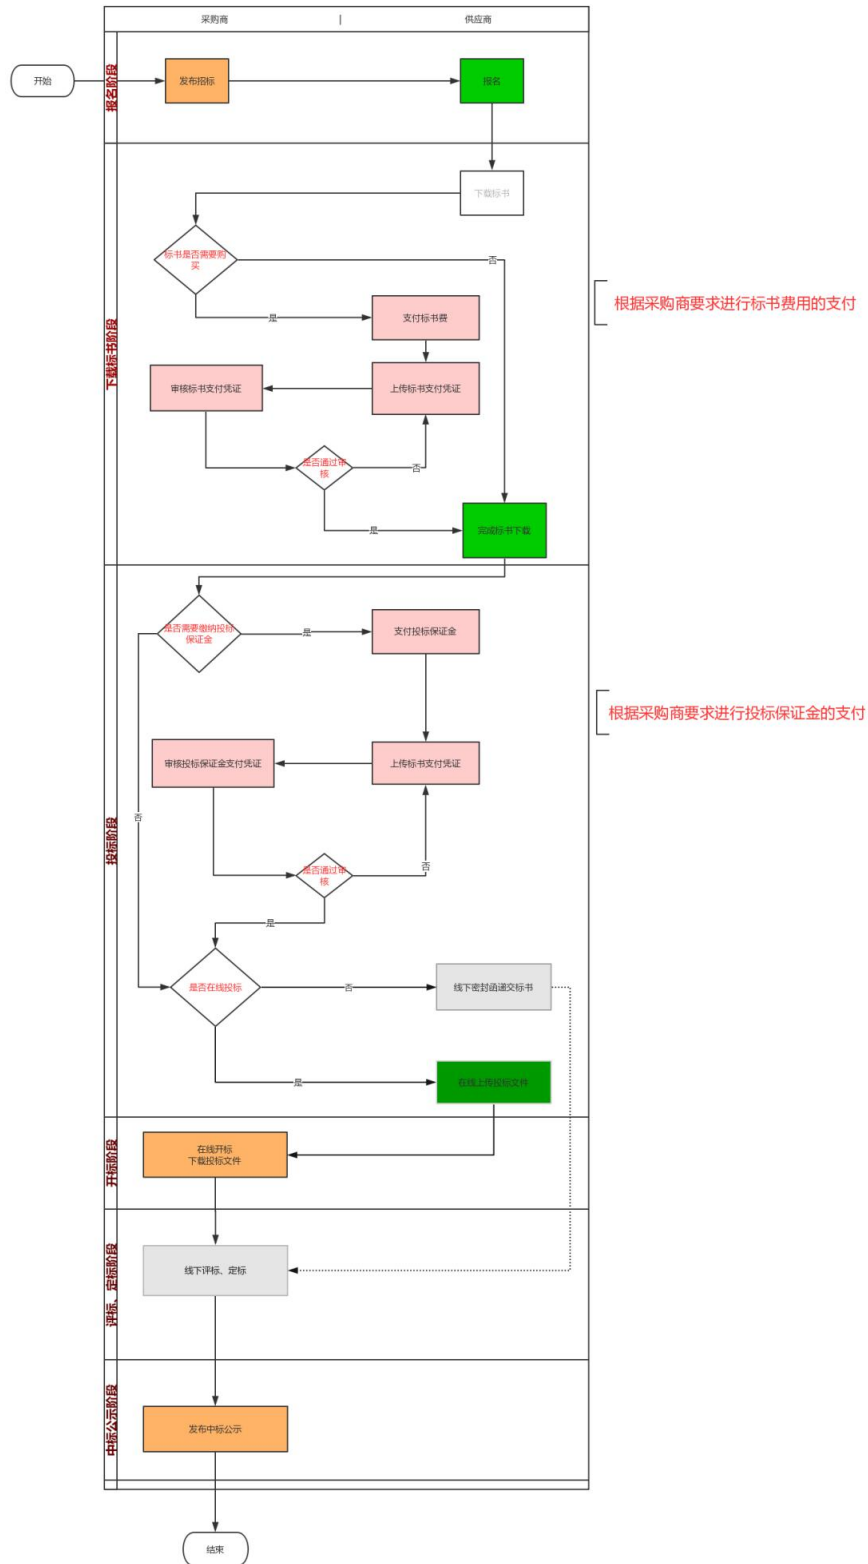 采购商 | 供应商
报名阶段
开始
发布招标
报名
下载标书阶段
下载标书
标书是否需要购
买
否
是
支付标书费
根据采购商要求进行标书费用的支付
审核标书支付凭证
上传标书支付凭证
是否通过审
核
否
是
完成标书下载
投标阶段
是否需要缴纳投标
保证金
是
支付投标保证金
根据采购商要求进行投标保证金的支付
审核投标保证金支付凭证
上传标书支付凭证
否
是否通过审
核
否
是
是否在线投标
否
线下密封函递交标书
是
在线上传投标文件
开标阶段
在线开标
下载投标文件
评标、定标阶段
线下评标、定标
中标公示阶段
发布中标公示
结束